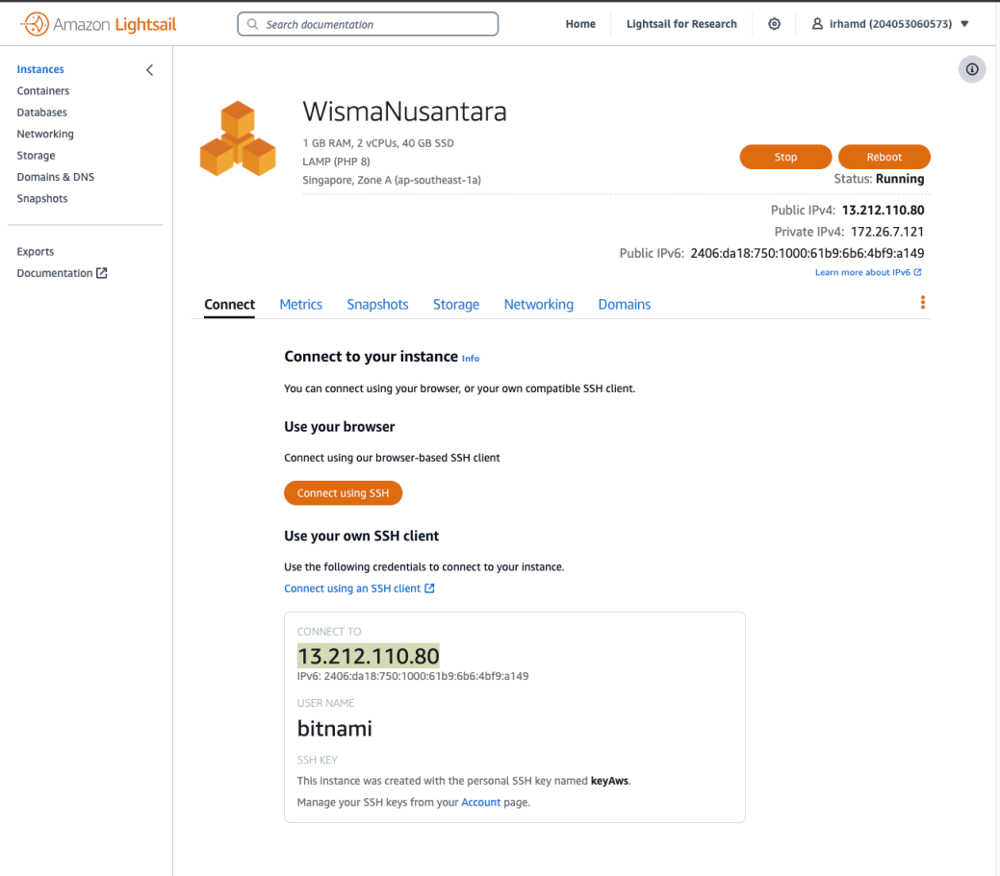 Amazon Lightsail
Search documentation
Home
Lightsail for Research
irhamd (204053060573)
Instances
Containers
Databases
Networking
Storage
Domains & DNS
Snapshots
Exports
Documentation
WismaNusantara
1 GB RAM, 2 vCPUs, 40 GB SSD
LAMP (PHP 8)
Singapore, Zone A (ap-southeast-1a)
Stop
Reboot
Status: Running
Public IPv4: 13.212.110.80
Private IPv4: 172.26.7.121
Public IPv6: 2406:da18:750:1000:61b9:6b6:4bf9:a149
Learn more about IPv6
Connect
Metrics
Snapshots
Storage
Networking
Domains
Connect to your instance Info
You can connect using your browser, or your own compatible SSH client.
Use your browser
Connect using our browser-based SSH client
Connect using SSH
Use your own SSH client
Use the following credentials to connect to your instance.
Connect using an SSH client
CONNECT TO
13.212.110.80
IPv6: 2406:da18:750:1000:61b9:6b6:4bf9:a149
USER NAME
bitnami
SSH KEY
This instance was created with the personal SSH key named keyAws.
Manage your SSH keys from your Account page.